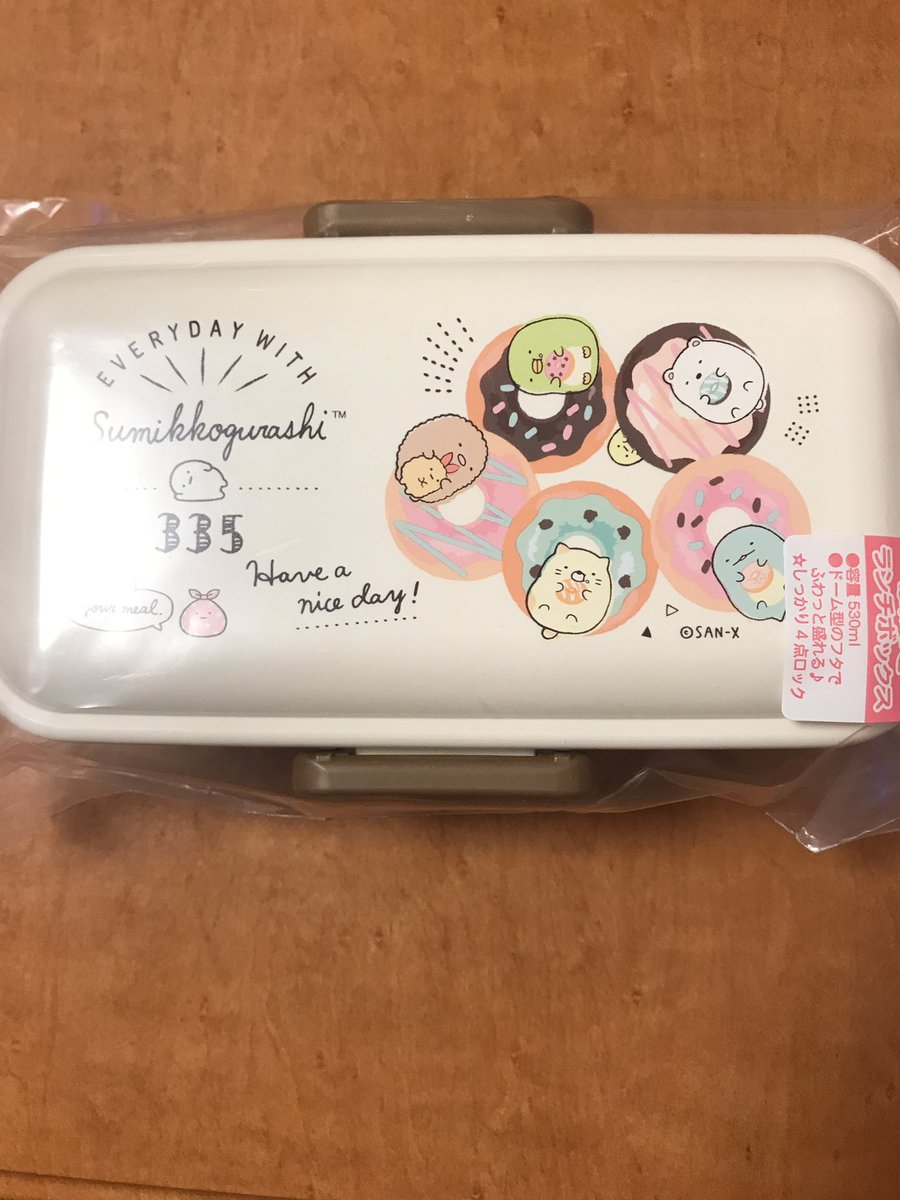 EVERYDAY WITH
Sumikkogurashi™
335
Have a
nice day!
your meal.
©SAN-X
ランチボックス
●容量 530ml
●ドーム型のフタで
ふわっと盛れる♪
☆しっかり4点ロック